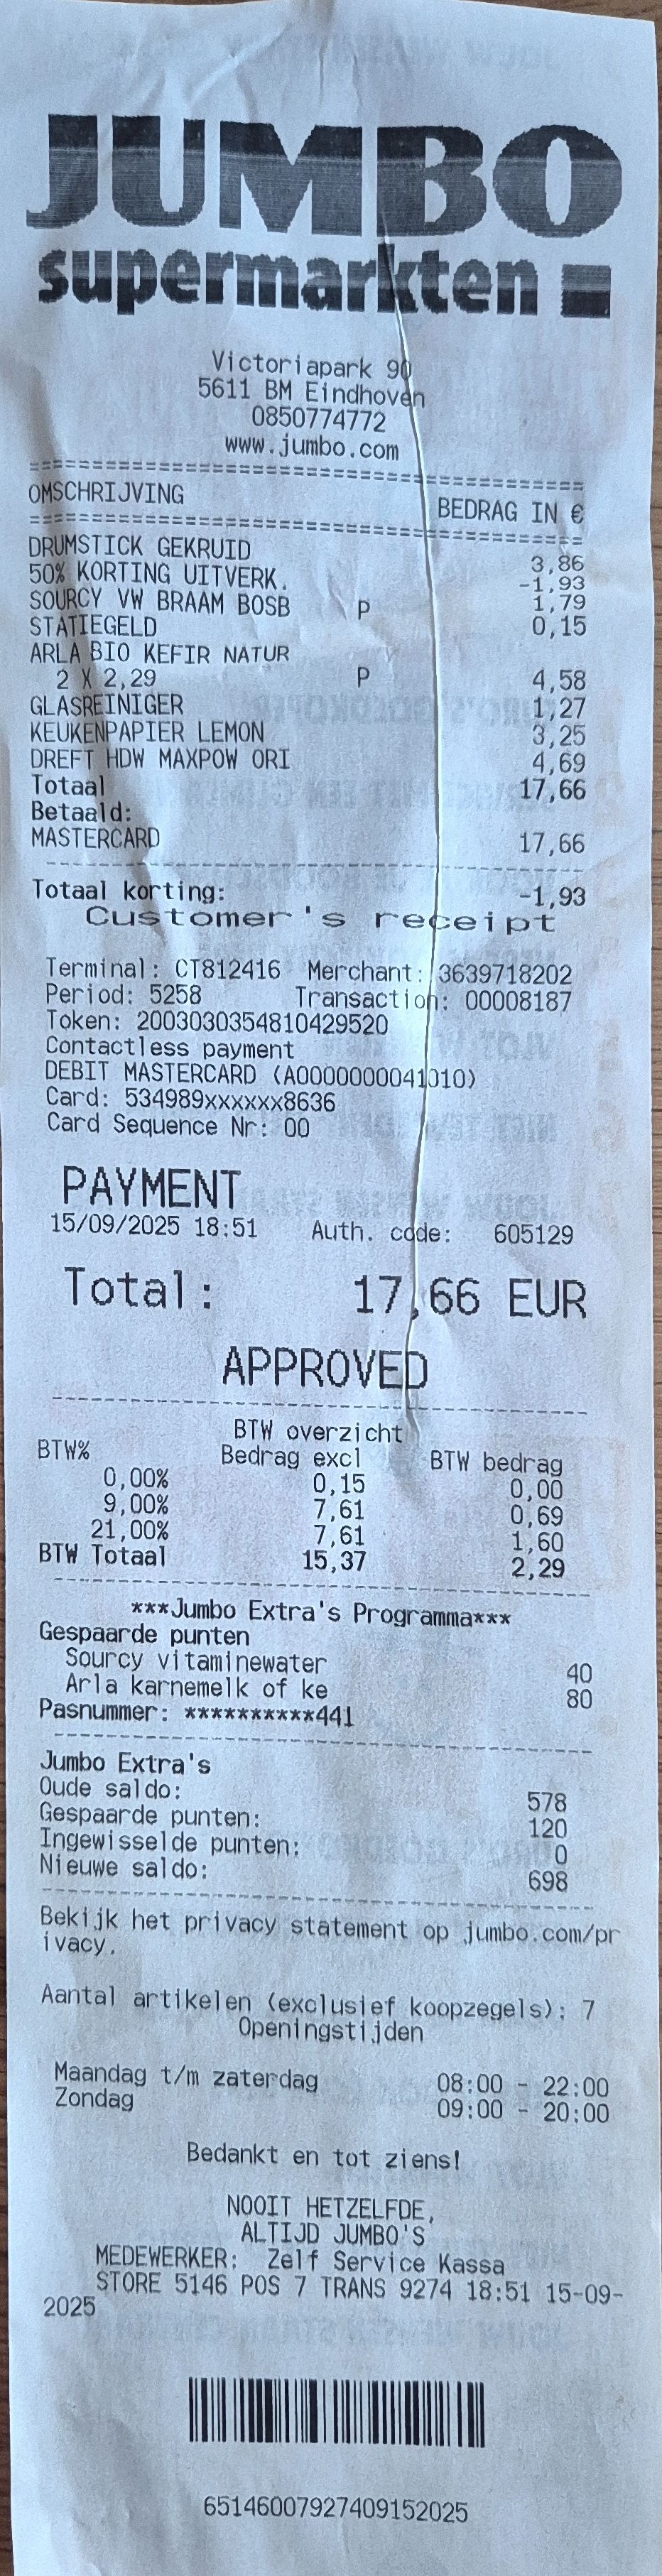 JUMBO
supermarkten
Victoriapark 90
5611 BM Eindhoven
0850774772
www.jumbo.com
================================================
OMSCHRIJVING BEDRAG IN €
================================================
DRUMSTICK GEKRUID 3,86
50% KORTING UITVERK. -1,93
SOURCY VW BRAAM BOSB P 1,79
STATIEGELD 0,15
ARLA BIO KEFIR NATUR
2 X 2,29 P 4,58
GLASREINIGER 1,27
KEUKENPAPIER LEMON 3,25
DREFT HDW MAXPOW ORI 4,69
Totaal 17,66
Betaald:
MASTERCARD 17,66
------------------------------------------------
Totaal korting: -1,93
Customer's receipt
Terminal: CT812416 Merchant: 3639718202
Period: 5258 Transaction: 00008187
Token: 2003030354810429520
Contactless payment
DEBIT MASTERCARD (A0000000041010)
Card: 534989xxxxxx8636
Card Sequence Nr: 00
PAYMENT
15/09/2025 18:51 Auth. code: 605129
Total: 17,66 EUR
APPROVED
------------------------------------------------
BTW overzicht
BTW% Bedrag excl BTW bedrag
0,00% 0,15 0,00
9,00% 7,61 0,69
21,00% 7,61 1,60
BTW Totaal 15,37 2,29
------------------------------------------------
***Jumbo Extra's Programma***
Gespaarde punten
Sourcy vitaminewater 40
Arla karnemelk of ke 80
Pasnummer: **********441
------------------------------------------------
Jumbo Extra's
Oude saldo: 578
Gespaarde punten: 120
Ingewisselde punten: 0
Nieuwe saldo: 698
------------------------------------------------
Bekijk het privacy statement op jumbo.com/pr
ivacy.
Aantal artikelen (exclusief koopzegels): 7
Openingstijden
Maandag t/m zaterdag 08:00 - 22:00
Zondag 09:00 - 20:00
Bedankt en tot ziens!
NOOIT HETZELFDE,
ALTIJD JUMBO'S
MEDEWERKER: Zelf Service Kassa
STORE 5146 POS 7 TRANS 9274 18:51 15-09-
2025
65146007927409152025